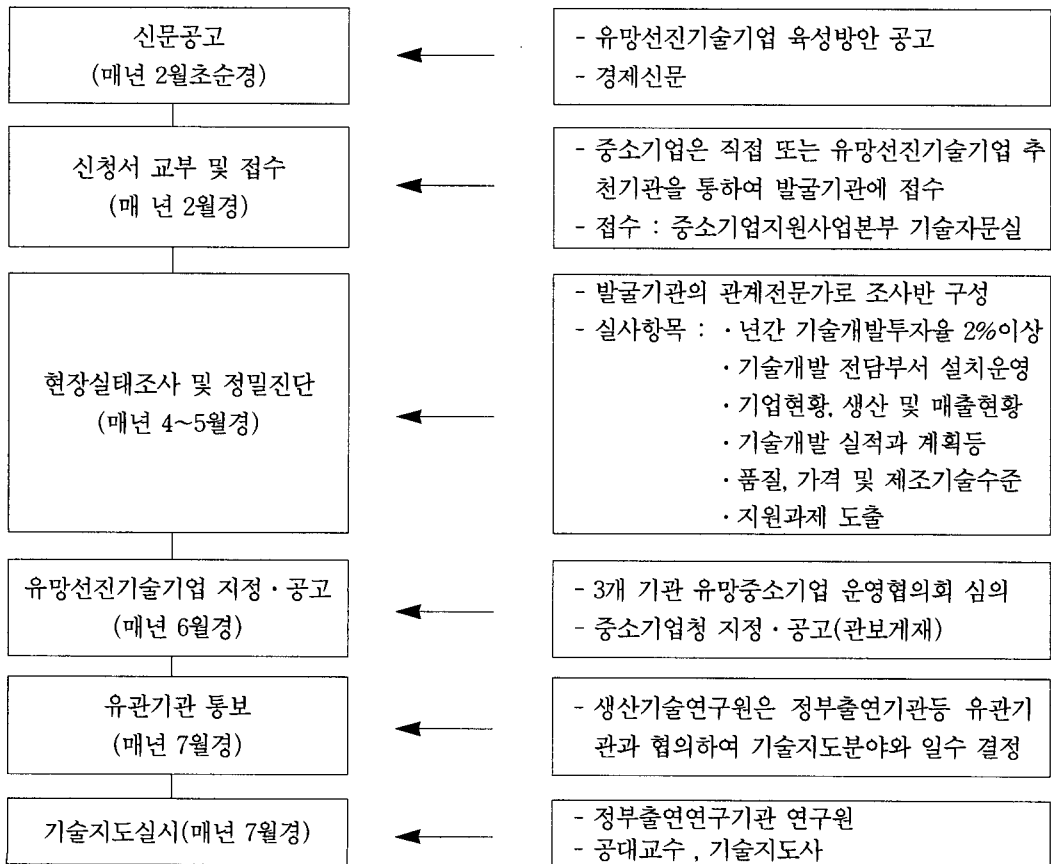 신문공고
(매년 2월초순경)
- 유망선진기술기업 육성방안 공고
- 경제신문
신청서 교부 및 접수
(매 년 2월경)
- 중소기업은 직접 또는 유망선진기술기업 추
천기관을 통하여 발굴기관에 접수
- 접수 : 중소기업지원사업본부 기술자문실
현장실태조사 및 정밀진단
(매년 4~5월경)
- 발굴기관의 관계전문가로 조사반 구성
- 실사항목 : · 년간 기술개발투자율 2%이상
· 기술개발 전담부서 설치운영
· 기업현황, 생산 및 매출현황
· 기술개발 실적과 계획등
· 품질, 가격 및 제조기술수준
· 지원과제 도출
유망선진기술기업 지정 · 공고
(매년 6월경)
- 3개 기관 유망중소기업 운영협의회 심의
- 중소기업청 지정 · 공고(관보게재)
유관기관 통보
(매년 7월경)
- 생산기술연구원은 정부출연기관등 유관기
관과 협의하여 기술지도분야와 일수 결정
기술지도실시(매년 7월경)
- 정부출연연구기관 연구원
- 공대교수 , 기술지도사